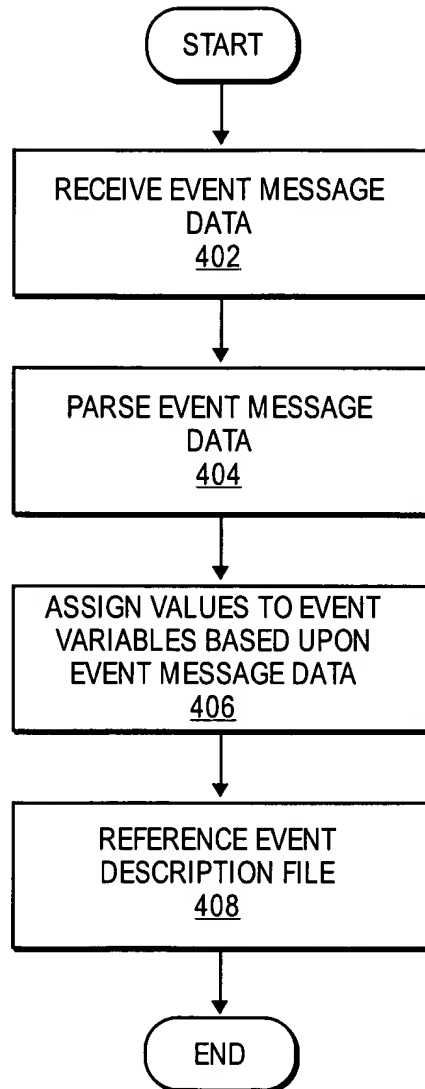 START
RECEIVE EVENT MESSAGE
DATA
402
PARSE EVENT MESSAGE
DATA
404
ASSIGN VALUES TO EVENT
VARIABLES BASED UPON
EVENT MESSAGE DATA
406
REFERENCE EVENT
DESCRIPTION FILE
408
END